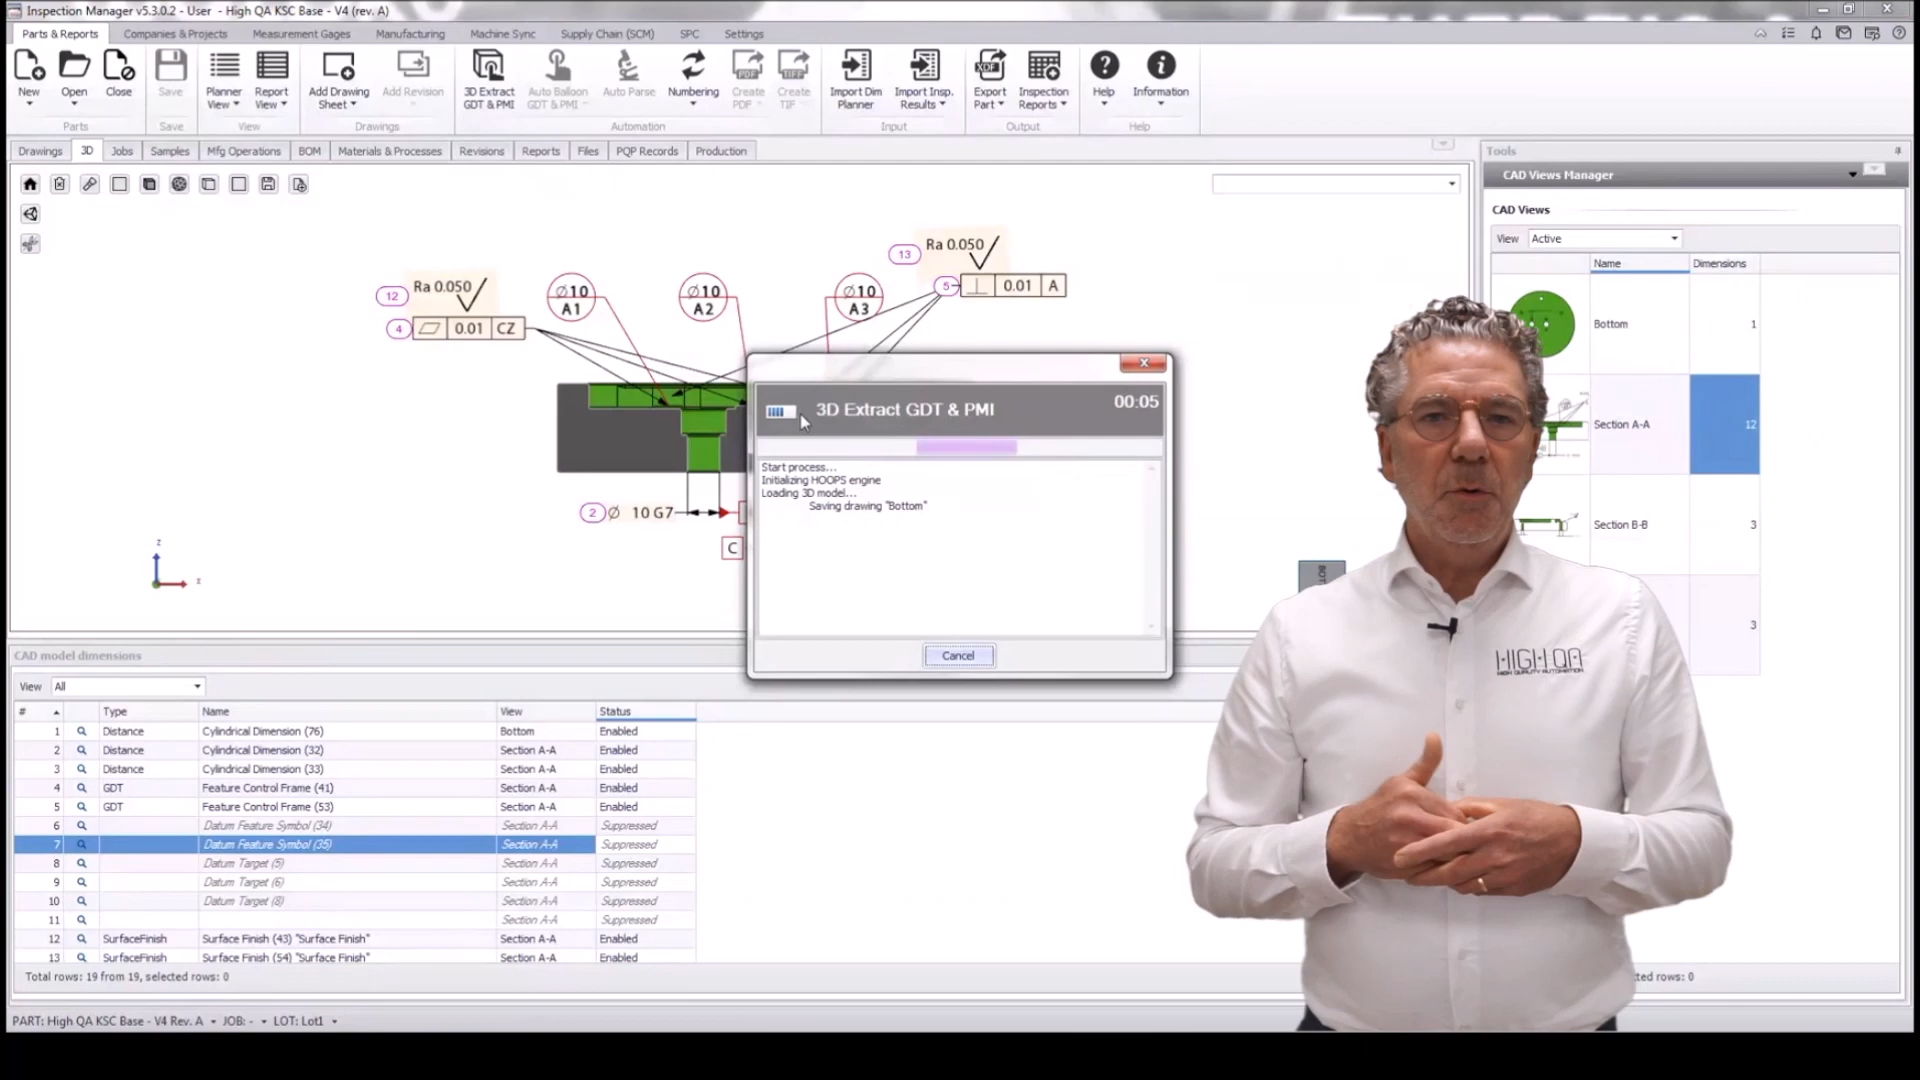 Inspection Manager v5.3.0.2 - User - High QA KSC Base - V4 (rev. A)
Parts & Reports Companies & Projects Measurement Gages Manufacturing Machine Sync Supply Chain (SCM) SPC Settings
New Open Close Save Planner View Report View Add Drawing Sheet Add Revision 3D Extract GDT & PMI Auto Balloon GDT & PMI Auto Parse Numbering Create PDF Create TIF Import Dim Planner Import Insp. Results Export Part Inspection Reports Help Information
Parts Save View Drawings Automation Input Output Help
Drawings 3D Jobs Samples Mfg Operations BOM Materials & Processes Revisions Reports Files PQP Records Production
Tools
CAD Views Manager
CAD Views
View Active
Name Dimensions
Bottom 1
Section A-A 12
Section B-B 3
3
13 Ra 0.050
5 ⊥ 0.01 A
12 Ra 0.050
4 ⏥ 0.01 CZ
∅10 A1
∅10 A2
∅10 A3
2 ∅ 10 G7
C
z
x
3D Extract GDT & PMI 00:05
Start process...
Initializing HOOPS engine
Loading 3D model...
Saving drawing "Bottom"
Cancel
HIGH QA
HIGH QUALITY AUTOMATION
CAD model dimensions
View All
# Type Name View Status
1 Distance Cylindrical Dimension (76) Bottom Enabled
2 Distance Cylindrical Dimension (32) Section A-A Enabled
3 Distance Cylindrical Dimension (33) Section A-A Enabled
4 GDT Feature Control Frame (41) Section A-A Enabled
5 GDT Feature Control Frame (53) Section A-A Enabled
6 Datum Feature Symbol (34) Section A-A Suppressed
7 Datum Feature Symbol (35) Section A-A Suppressed
8 Datum Target (5) Section A-A Suppressed
9 Datum Target (6) Section A-A Suppressed
10 Datum Target (8) Section A-A Suppressed
11 Section A-A Suppressed
12 SurfaceFinish Surface Finish (43) "Surface Finish" Section A-A Enabled
13 SurfaceFinish Surface Finish (54) "Surface Finish" Section A-A Enabled
Total rows: 19 from 19, selected rows: 0
rows: 0
PART: High QA KSC Base - V4 Rev. A JOB: - LOT: Lot1